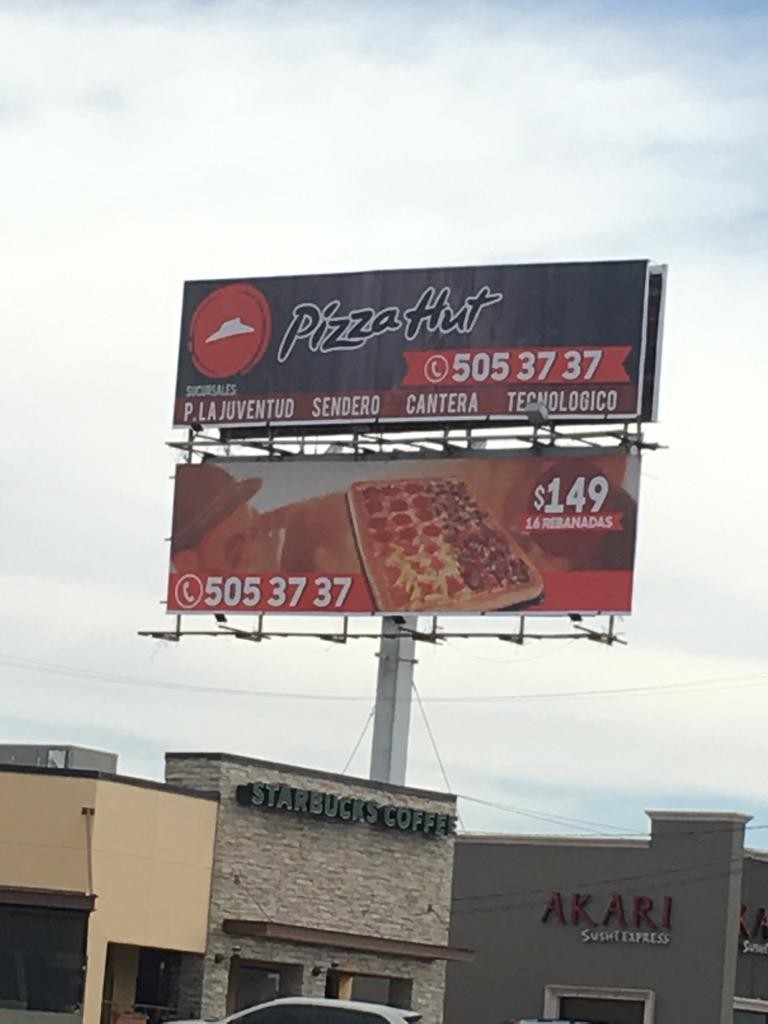 Pizza Hut
505 37 37
SUCURSALES:
P. LA JUVENTUD SENDERO CANTERA TECNOLOGICO
$149
16 REBANADAS
505 37 37
STARBUCKS COFFEE
AKARI
SUSHI EXPRESS